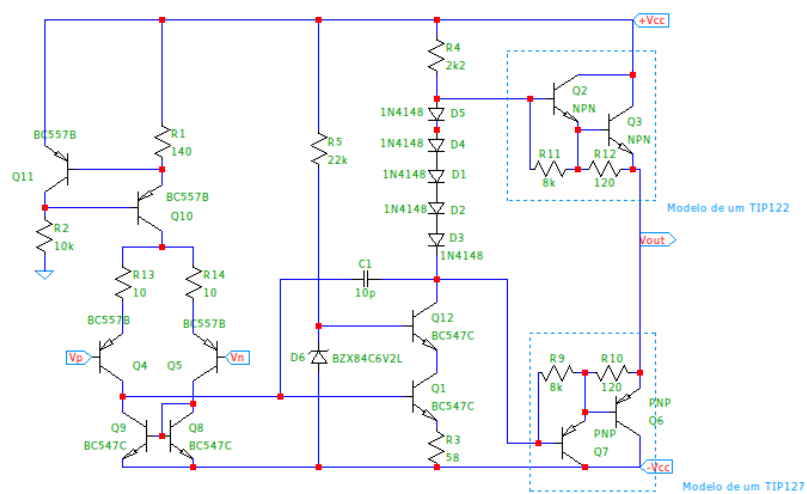 +Vcc
R4
2k2
Q2
NPN
1N4148
D5
BC557B
R1
140
Q3
NPN
R5
22k
1N4148
D4
Q11
R11
8k
R12
120
1N4148
D1
BC557B
Q10
R2
10k
1N4148
D2
Modelo de um TIP122
D3
1N4148
Vout
R13
10
R14
10
C1
10p
BC557B
BC557B
Q12
BC547C
Vp
Q4
Q5
Vn
D6
BZX84C6V2L
R9
8k
R10
120
Q1
BC547C
PNP
Q6
Q9
BC547C
Q8
BC547C
R3
58
PNP
Q7
-Vcc
Modelo de um TIP127